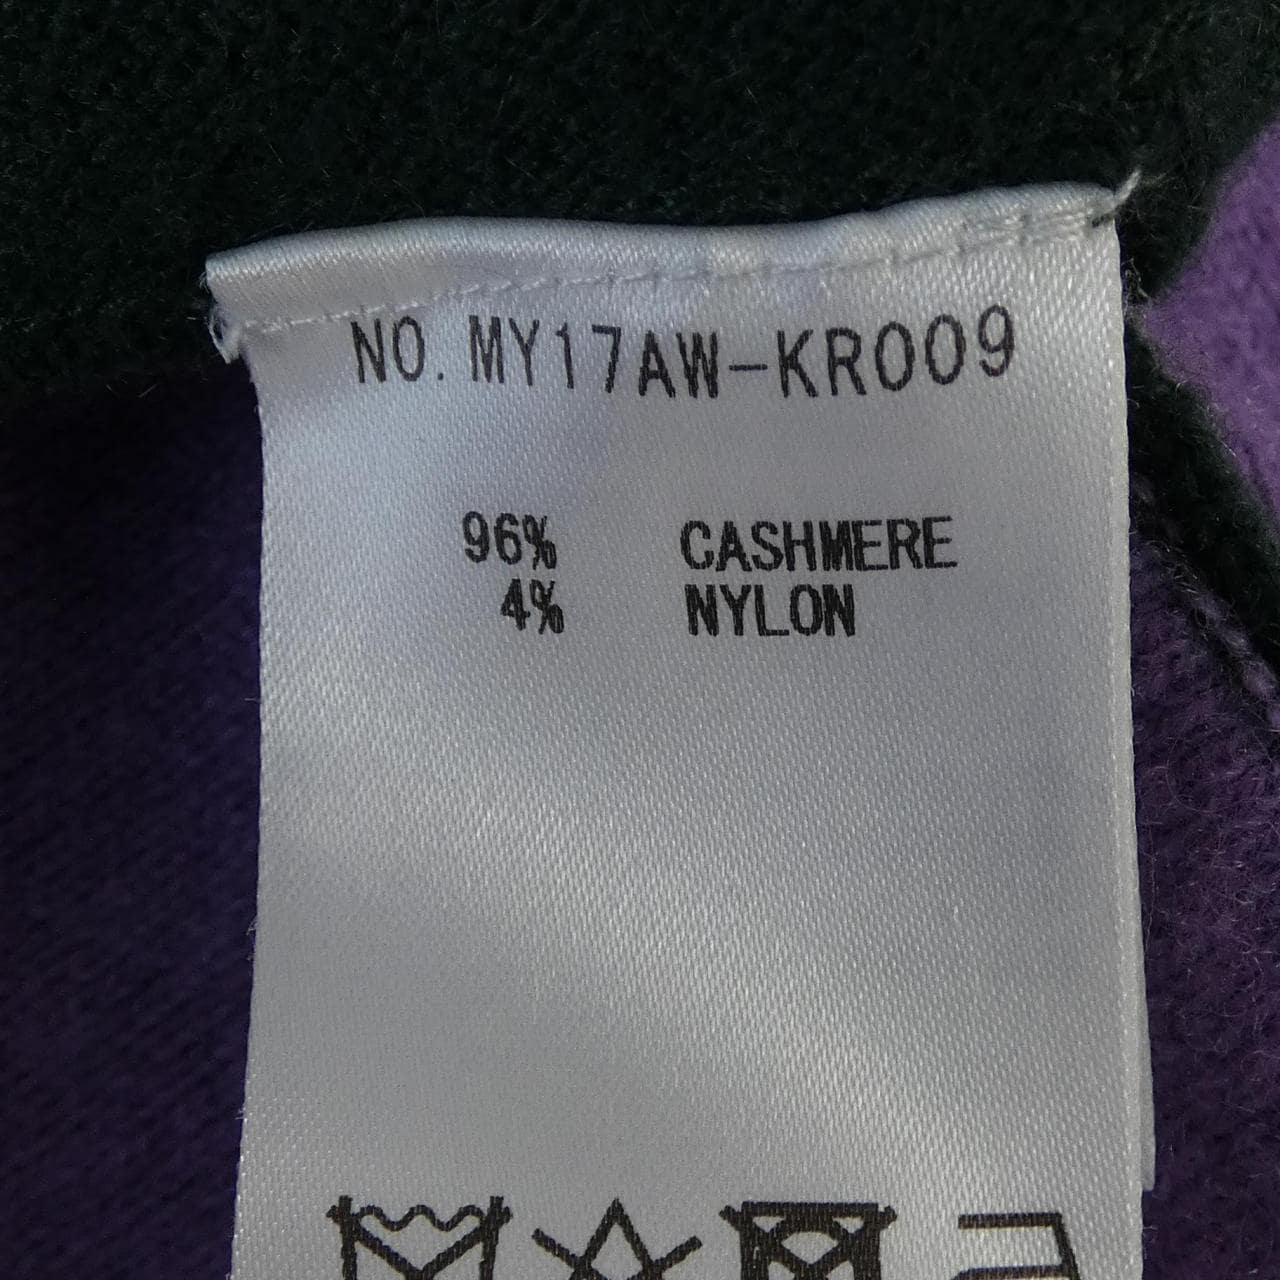 NO. MY17AW-KR009
96% CASHMERE
4% NYLON